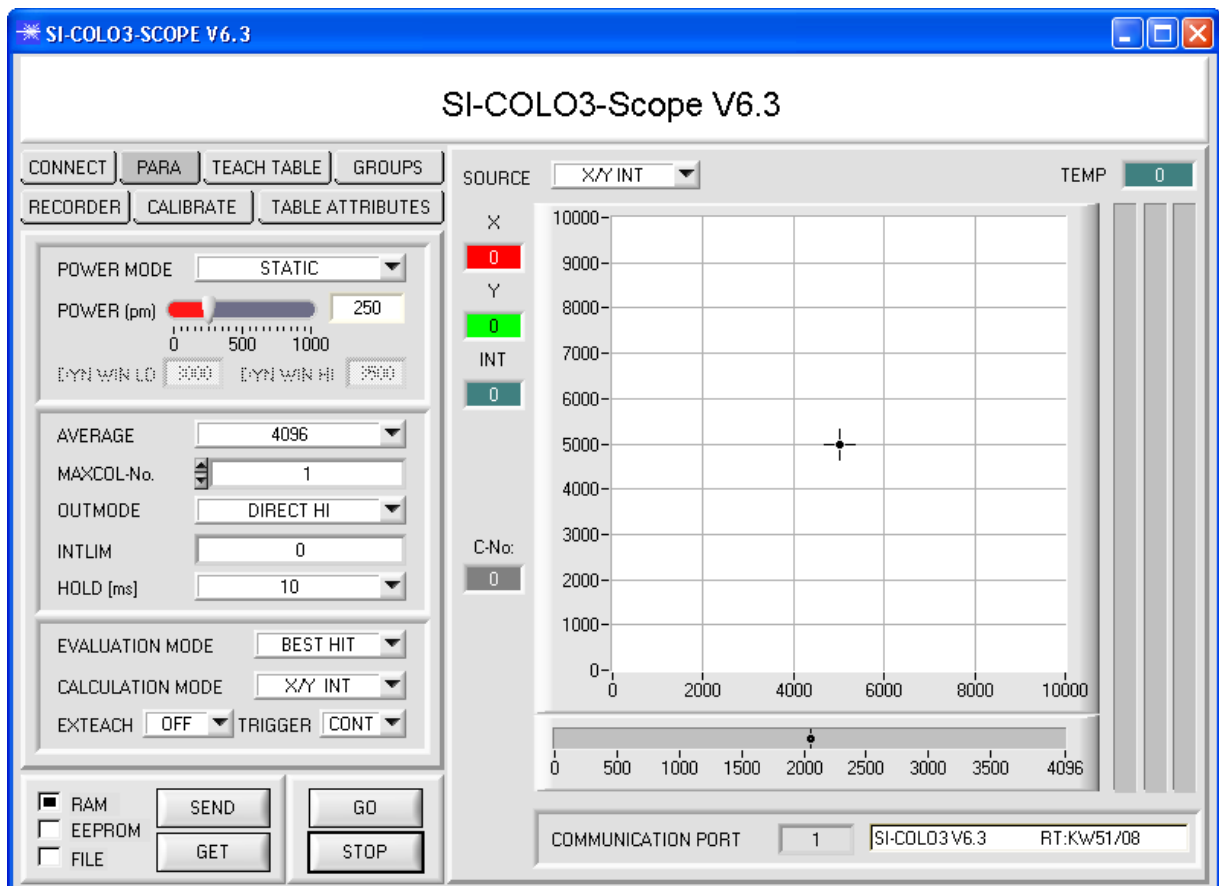 SI-COLO3-SCOPE V6.3
SI-COLO3-Scope V6.3
CONNECT PARA TEACH TABLE GROUPS
RECORDER CALIBRATE TABLE ATTRIBUTES
POWER MODE STATIC
POWER (pm) 250
0 500 1000
DYN WIN LO 3000 DYN WIN HI 3500
AVERAGE 4096
MAXCOL-No. 1
OUTMODE DIRECT HI
INTLIM 0
HOLD [ms] 10
EVALUATION MODE BEST HIT
CALCULATION MODE X/Y INT
EXTEACH OFF TRIGGER CONT
RAM
EEPROM
FILE
SEND
GET
GO
STOP
SOURCE X/Y INT
TEMP 0
X
0
Y
0
INT
0
C-No:
0
10000
9000
8000
7000
6000
5000
4000
3000
2000
1000
0
0 2000 4000 6000 8000 10000
0 500 1000 1500 2000 2500 3000 3500 4096
COMMUNICATION PORT 1 SI-COLO3 V6.3 RT:KW51/08